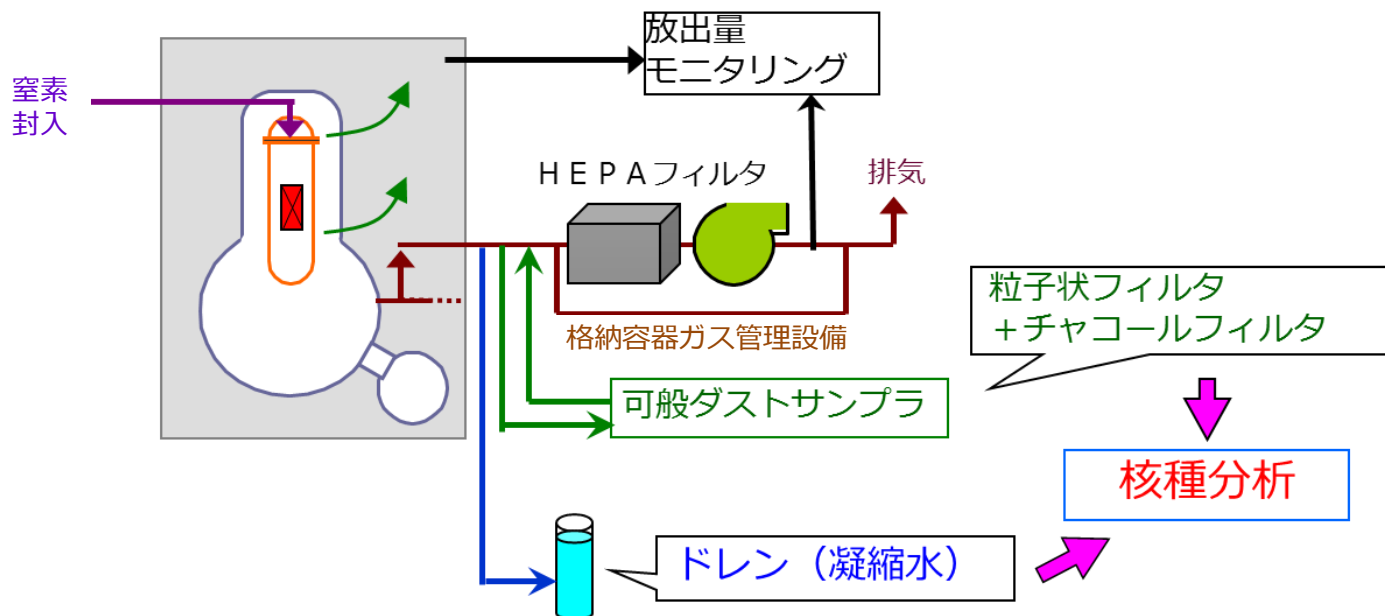 放出量
モニタリング
窒素
封入
ＨＥＰＡフィルタ
排気
粒子状フィルタ
＋チャコールフィルタ
格納容器ガス管理設備
可般ダストサンプラ
核種分析
ドレン（凝縮水）